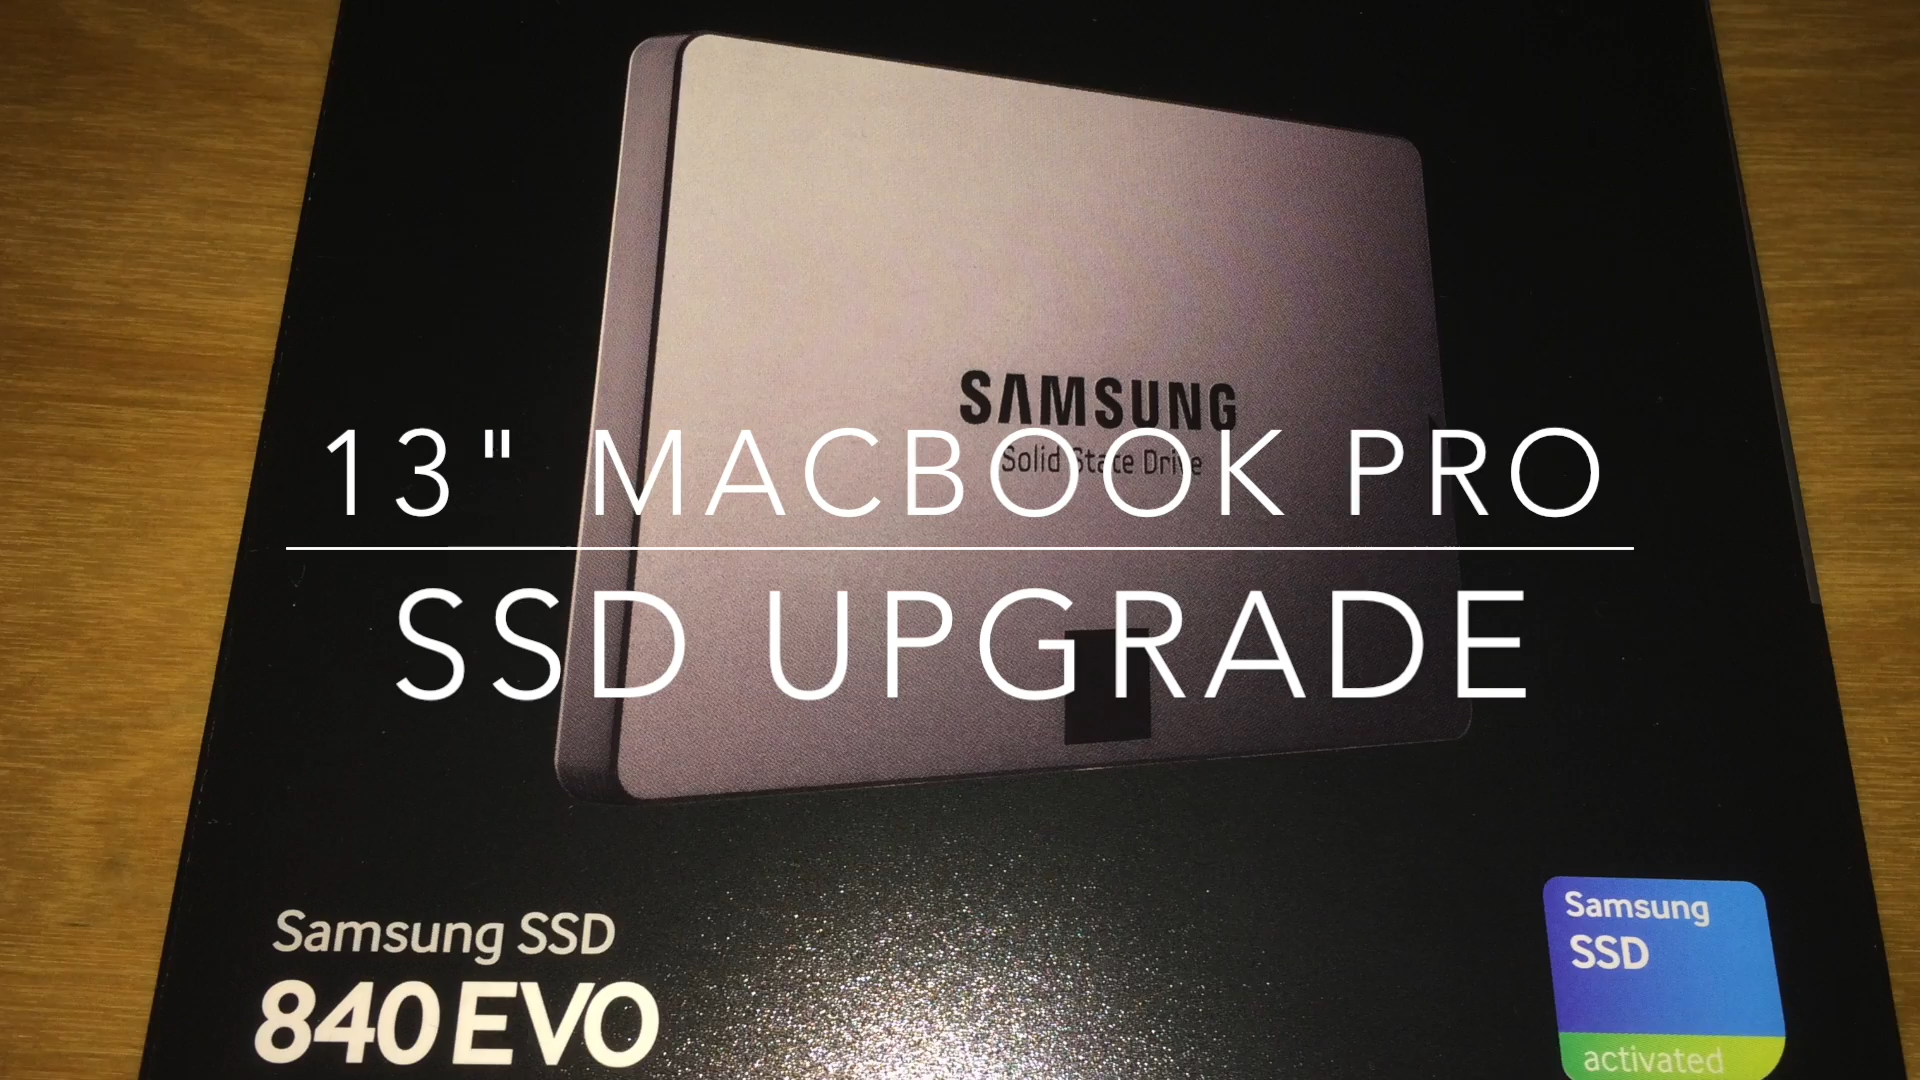 SAMSUNG
Solid State Drive
13" MACBOOK PRO
SSD UPGRADE
Samsung SSD
840 EVO
Samsung
SSD
activated